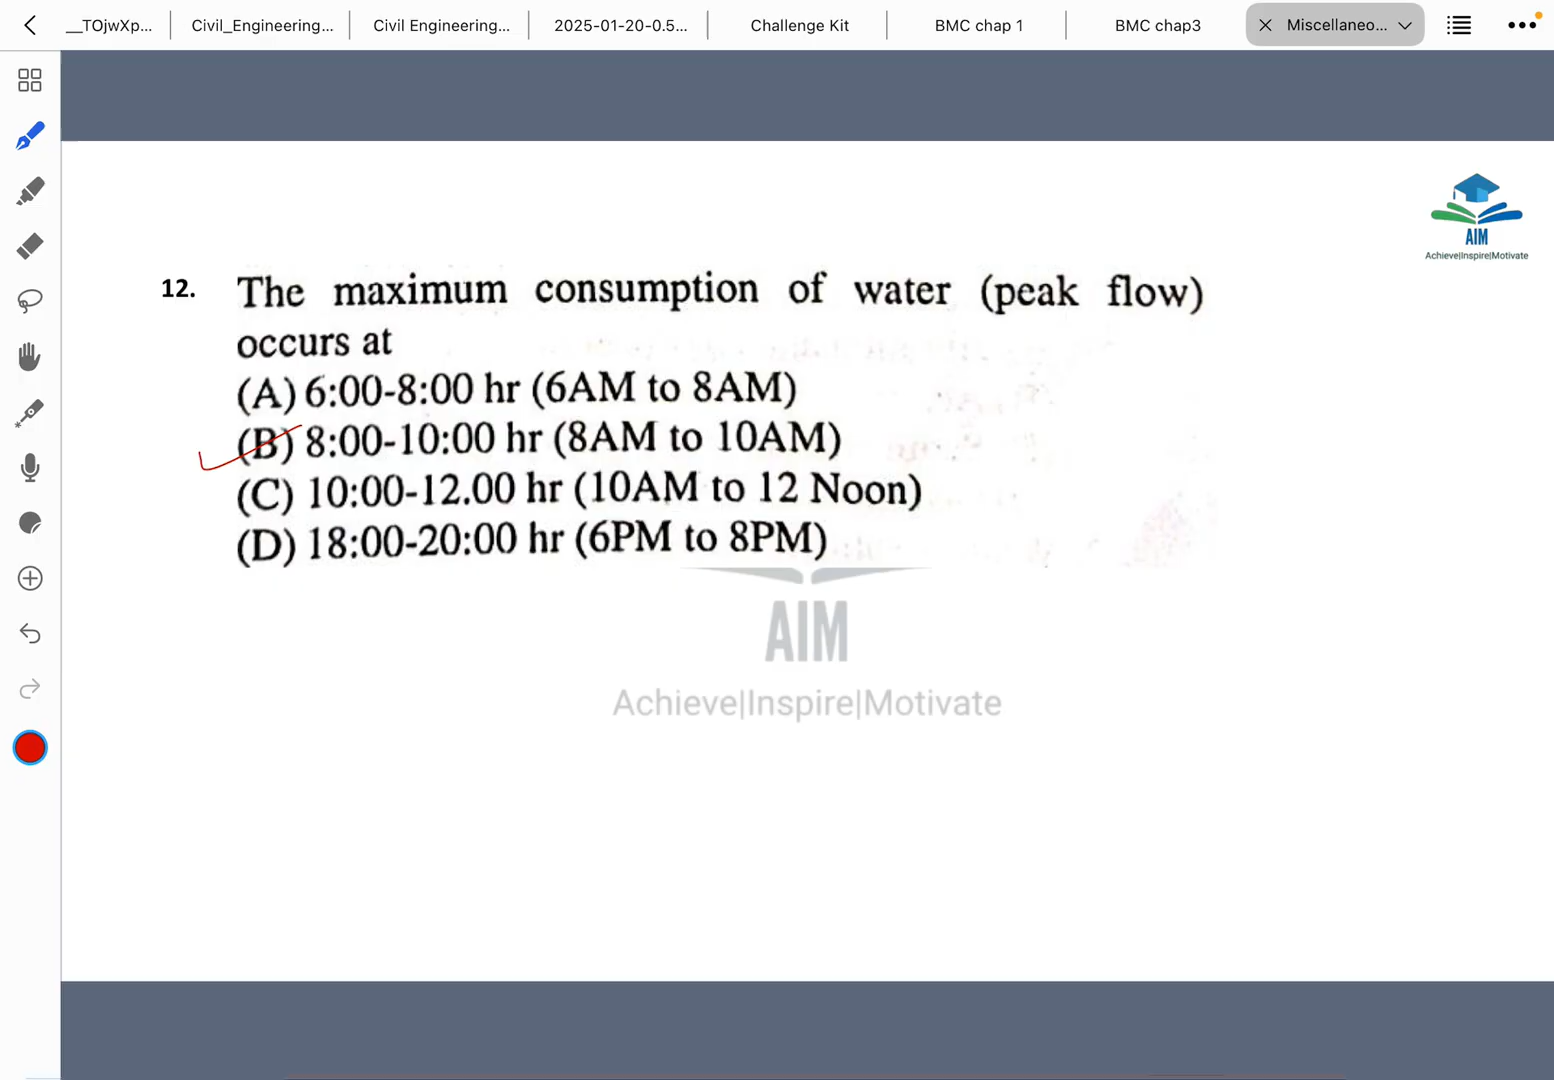 __TOjwXp...
Civil_Engineering...
Civil Engineering...
2025-01-20-0.5...
Challenge Kit
BMC chap 1
BMC chap3
Miscellaneo...
AIM
Achieve|Inspire|Motivate
12. The maximum consumption of water (peak flow)
occurs at
(A) 6:00-8:00 hr (6AM to 8AM)
(B) 8:00-10:00 hr (8AM to 10AM)
(C) 10:00-12.00 hr (10AM to 12 Noon)
(D) 18:00-20:00 hr (6PM to 8PM)
AIM
Achieve|Inspire|Motivate